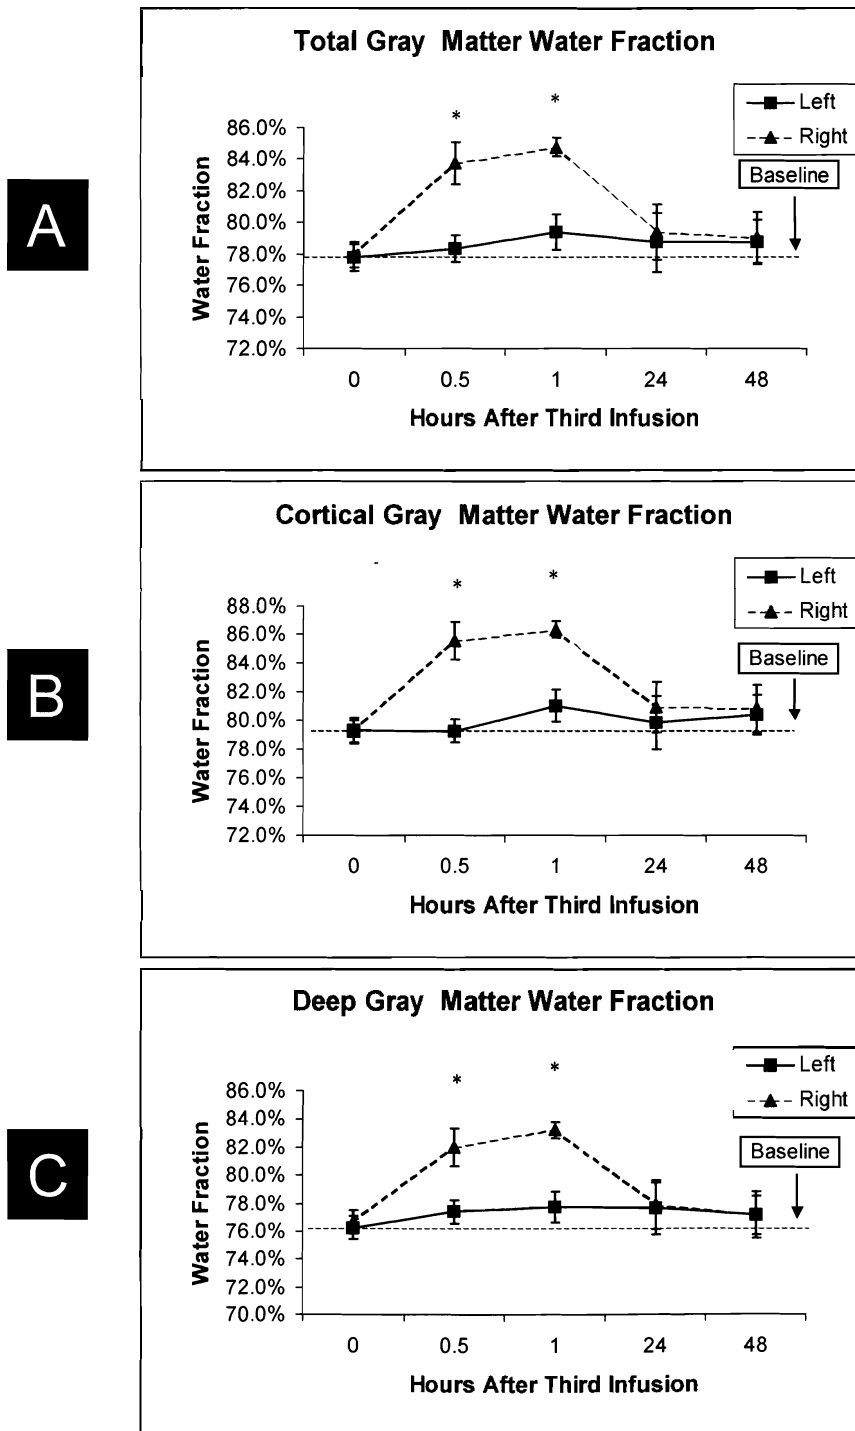 A
Total Gray Matter Water Fraction
* *
Left
Right
Baseline
Water Fraction
86.0%
84.0%
82.0%
80.0%
78.0%
76.0%
74.0%
72.0%
0 0.5 1 24 48
Hours After Third Infusion
B
Cortical Gray Matter Water Fraction
* *
Left
Right
Baseline
Water Fraction
88.0%
86.0%
84.0%
82.0%
80.0%
78.0%
76.0%
74.0%
72.0%
0 0.5 1 24 48
Hours After Third Infusion
C
Deep Gray Matter Water Fraction
* *
Left
Right
Baseline
Water Fraction
86.0%
84.0%
82.0%
80.0%
78.0%
76.0%
74.0%
72.0%
70.0%
0 0.5 1 24 48
Hours After Third Infusion